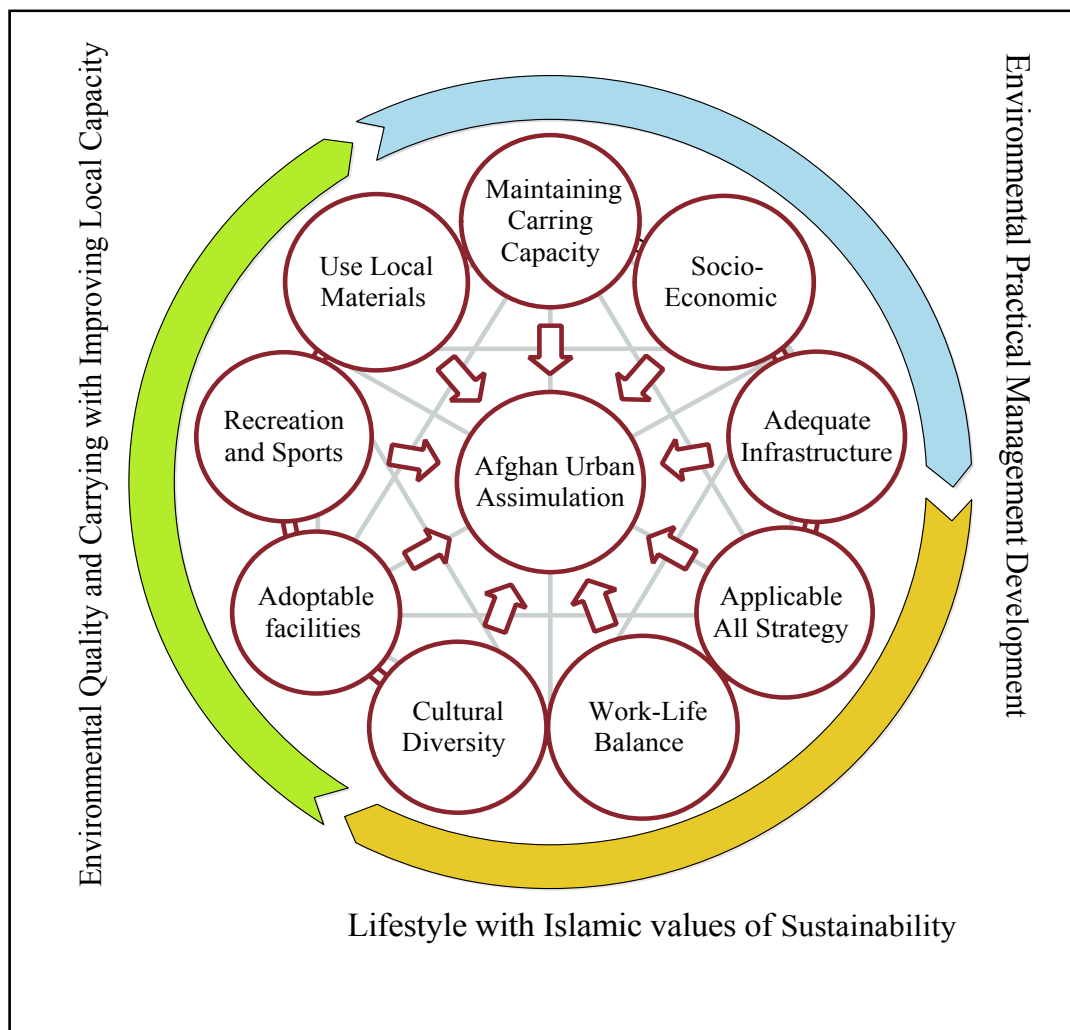 Environmental Quality and Carrying with Improving Local Capacity
Environmental Practical Management Development
Maintaining
Carring
Capacity
Use Local
Materials
Socio-
Economic
Recreation
and Sports
Adequate
Infrastructure
Afghan Urban
Assimulation
Adoptable
facilities
Applicable
All Strategy
Cultural
Diversity
Work-Life
Balance
Lifestyle with Islamic values of Sustainability